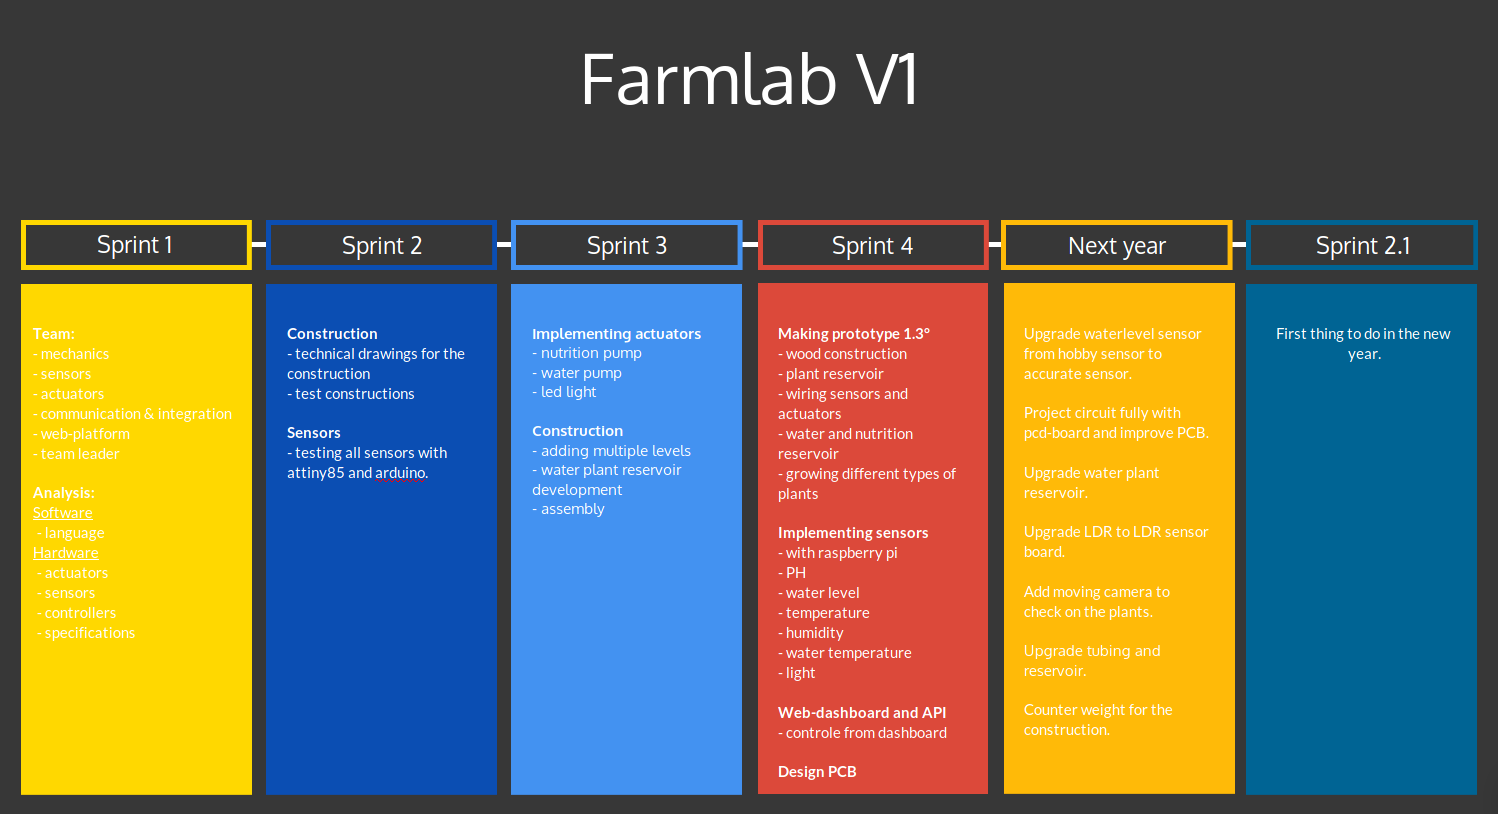 Farmlab V1
Sprint 1
Sprint 2
Sprint 3
Sprint 4
Next year
Sprint 2.1
Team:
- mechanics
- sensors
- actuators
- communication & integration
- web-platform
- team leader
Analysis:
Software
- language
Hardware
- actuators
- sensors
- controllers
- specifications
Construction
- technical drawings for the
construction
- test constructions
Sensors
- testing all sensors with
attiny85 and arduino.
Implementing actuators
- nutrition pump
- water pump
- led light
Construction
- adding multiple levels
- water plant reservoir
development
- assembly
Making prototype 1.3°
- wood construction
- plant reservoir
- wiring sensors and
actuators
- water and nutrition
reservoir
- growing different types of
plants
Implementing sensors
- with raspberry pi
- PH
- water level
- temperature
- humidity
- water temperature
- light
Web-dashboard and API
- controle from dashboard
Design PCB
Upgrade waterlevel sensor
from hobby sensor to
accurate sensor.
Project circuit fully with
pcd-board and improve PCB.
Upgrade water plant
reservoir.
Upgrade LDR to LDR sensor
board.
Add moving camera to
check on the plants.
Upgrade tubing and
reservoir.
Counter weight for the
construction.
First thing to do in the new
year.